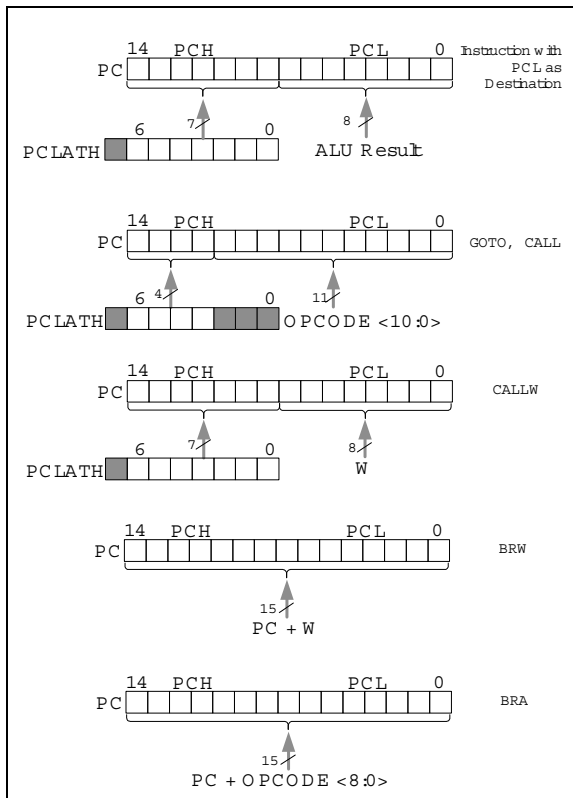 14 PCH PCL 0
PC
Instruction with
PCL as
Destination
7 8
6 0
PCLATH
ALU Result
14 PCH PCL 0
PC
GOTO, CALL
4 11
6 0
PCLATH
OPCODE <10:0>
14 PCH PCL 0
PC
CALLW
7 8
6 0
PCLATH
W
14 PCH PCL 0
PC
BRW
15
PC + W
14 PCH PCL 0
PC
BRA
15
PC + OPCODE <8:0>